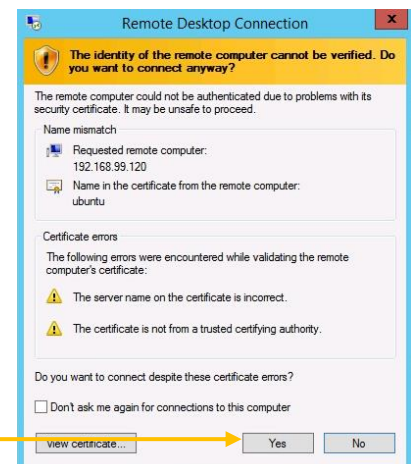 Remote Desktop Connection
x
The identity of the remote computer cannot be verified. Do
you want to connect anyway?
The remote computer could not be authenticated due to problems with its
security certificate. It may be unsafe to proceed.
Name mismatch
Requested remote computer:
192.168.99.120
Name in the certificate from the remote computer:
ubuntu
Certificate errors
The following errors were encountered while validating the remote
computer's certificate:
The server name on the certificate is incorrect.
The certificate is not from a trusted certifying authority.
Do you want to connect despite these certificate errors?
Don't ask me again for connections to this computer
View certificate... Yes No